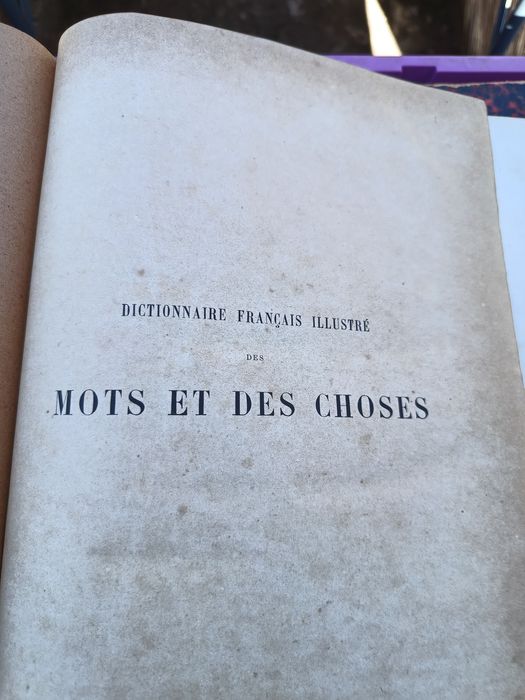 DICTIONNAIRE FRANÇAIS ILLUSTRÉ
DES
MOTS ET DES CHOSES